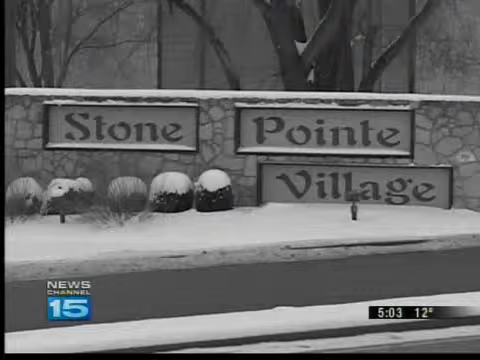 Stone Pointe
Village
NEWS
CHANNEL
15
5:03 12°